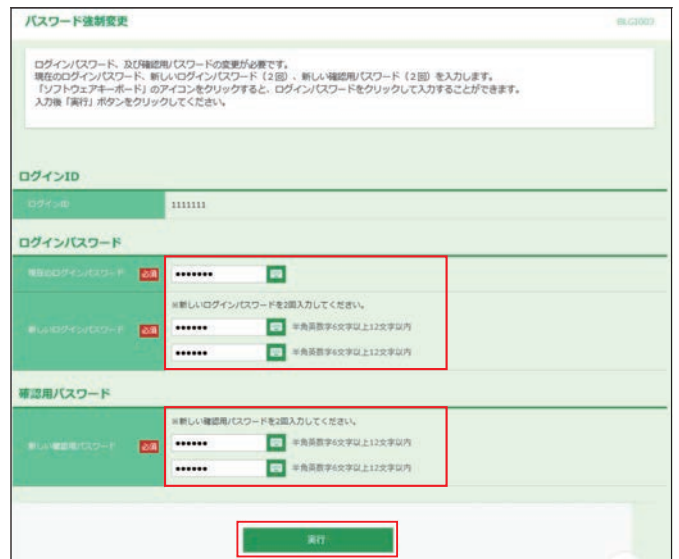 パスワード強制変更
BLGI003
ログインパスワード、及び確認用パスワードの変更が必要です。
現在のログインパスワード、新しいログインパスワード（2回）、新しい確認用パスワード（2回）を入力します。
「ソフトウェアキーボード」のアイコンをクリックすると、ログインパスワードをクリックして入力することができます。
入力後「実行」ボタンをクリックしてください。
ログインID
ログインID 1111111
ログインパスワード
現在のログインパスワード 必須 •••••••
※新しいログインパスワードを2回入力してください。
新しいログインパスワード 必須 •••••• 半角英数字6文字以上12文字以内
•••••• 半角英数字6文字以上12文字以内
確認用パスワード
※新しい確認用パスワードを2回入力してください。
新しい確認用パスワード 必須 •••••• 半角英数字6文字以上12文字以内
•••••• 半角英数字6文字以上12文字以内
実行